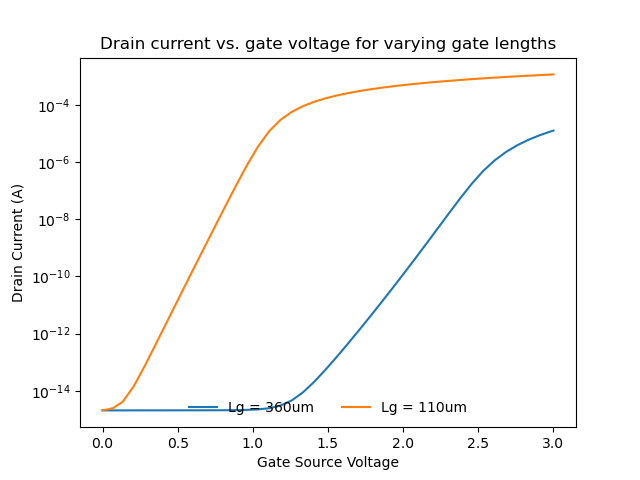 Drain current vs. gate voltage for varying gate lengths
Drain Current (A)
10⁻⁴
10⁻⁶
10⁻⁸
10⁻¹⁰
10⁻¹²
10⁻¹⁴
Lg = 360um Lg = 110um
0.0 0.5 1.0 1.5 2.0 2.5 3.0
Gate Source Voltage